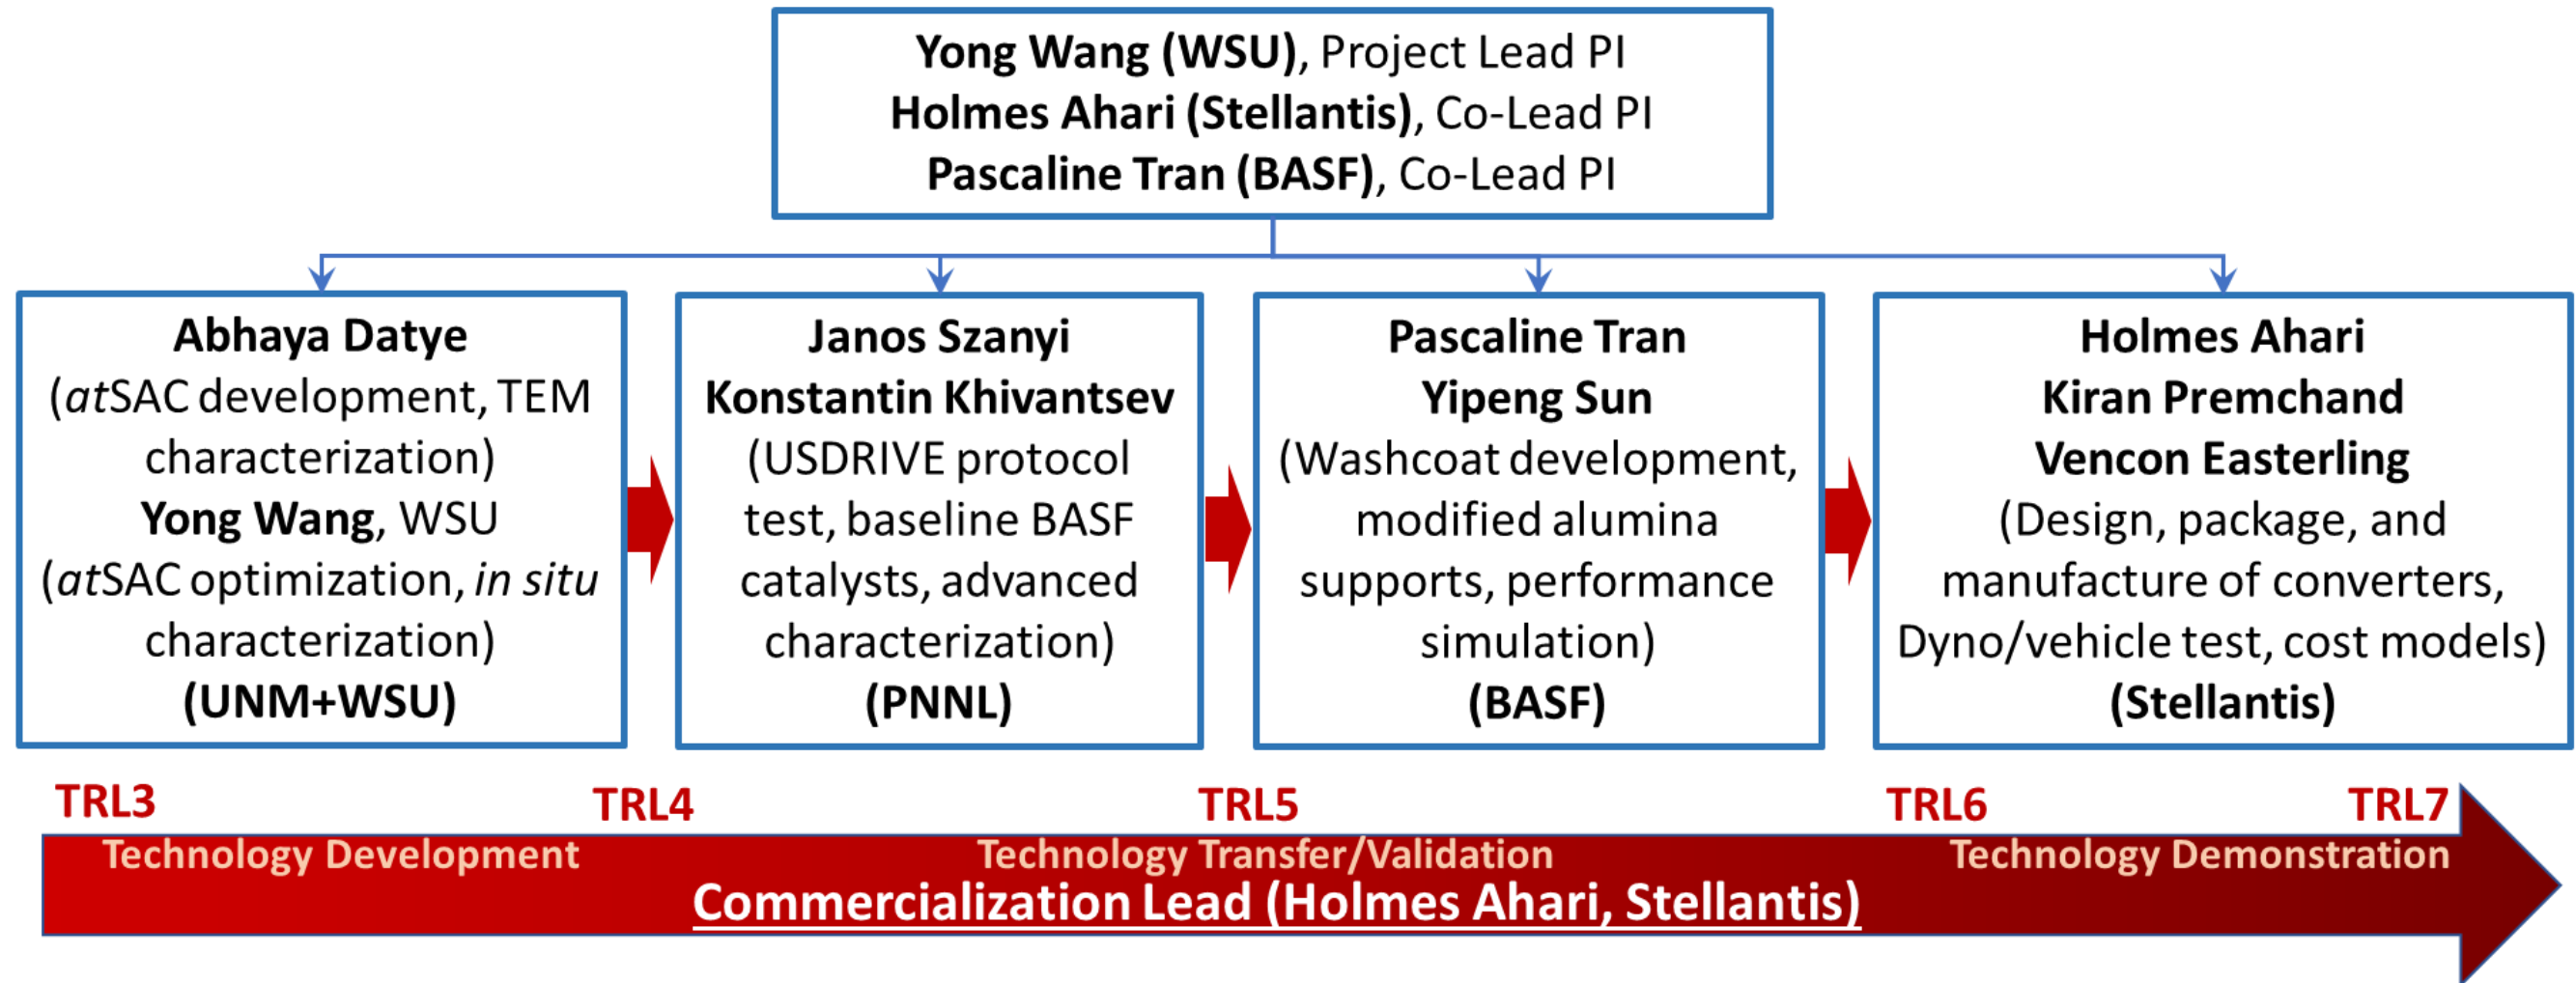 Yong Wang (WSU), Project Lead PI
Holmes Ahari (Stellantis), Co-Lead PI
Pascaline Tran (BASF), Co-Lead PI
Abhaya Datye
(atSAC development, TEM
characterization)
Yong Wang, WSU
(atSAC optimization, in situ
characterization)
(UNM+WSU)
Janos Szanyi
Konstantin Khivantsev
(USDRIVE protocol
test, baseline BASF
catalysts, advanced
characterization)
(PNNL)
Pascaline Tran
Yipeng Sun
(Washcoat development,
modified alumina
supports, performance
simulation)
(BASF)
Holmes Ahari
Kiran Premchand
Vencon Easterling
(Design, package, and
manufacture of converters,
Dyno/vehicle test, cost models)
(Stellantis)
TRL3 TRL4 TRL5 TRL6 TRL7
Technology Development Technology Transfer/Validation Technology Demonstration
Commercialization Lead (Holmes Ahari, Stellantis)